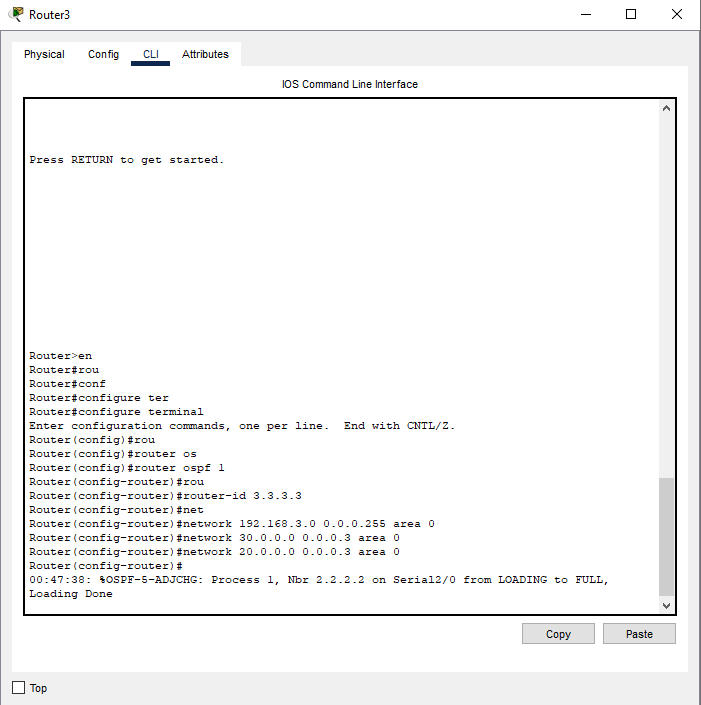 Router3
Physical Config CLI Attributes
IOS Command Line Interface
Press RETURN to get started.
Router>en
Router#rou
Router#conf
Router#configure ter
Router#configure terminal
Enter configuration commands, one per line.  End with CNTL/Z.
Router(config)#rou
Router(config)#router os
Router(config)#router ospf 1
Router(config-router)#rou
Router(config-router)#router-id 3.3.3.3
Router(config-router)#net
Router(config-router)#network 192.168.3.0 0.0.0.255 area 0
Router(config-router)#network 30.0.0.0 0.0.0.3 area 0
Router(config-router)#network 20.0.0.0 0.0.0.3 area 0
Router(config-router)#
00:47:38: %OSPF-5-ADJCHG: Process 1, Nbr 2.2.2.2 on Serial2/0 from LOADING to FULL,
Loading Done
Copy Paste
Top